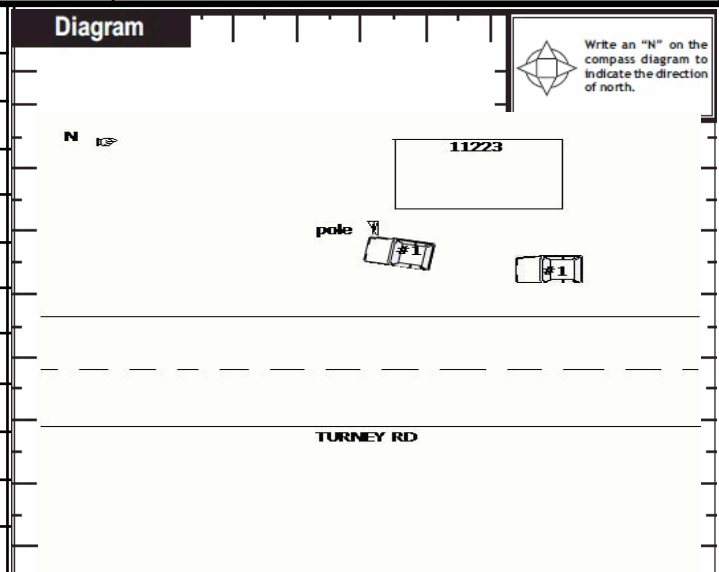 Diagram
Write an “N” on the
compass diagram to
indicate the direction
of north.
N
11223
pole
#1
#1
TURNEY RD